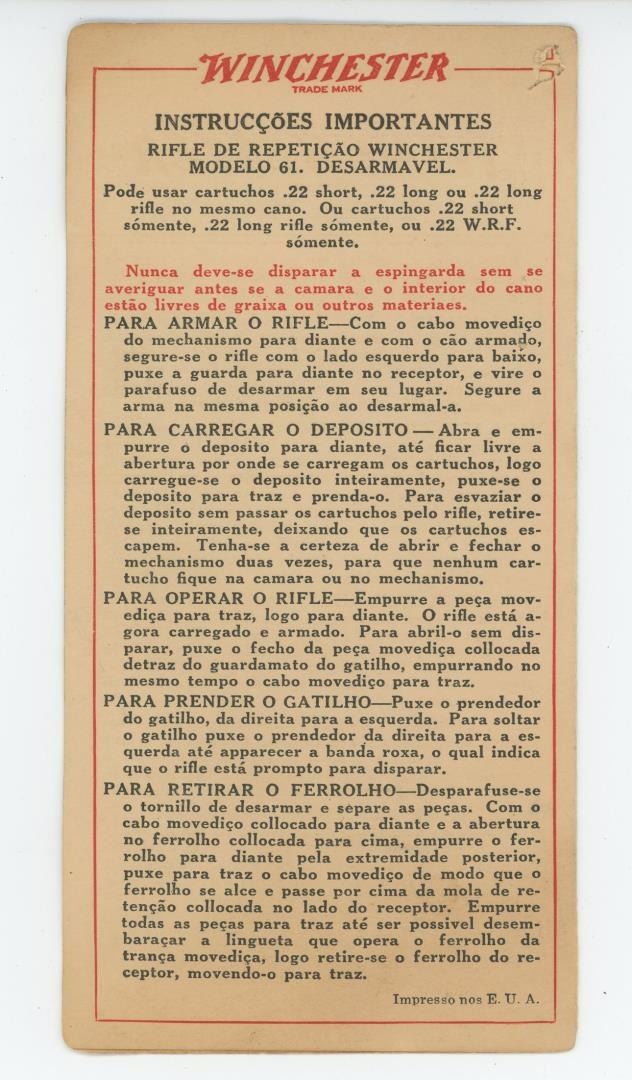 WINCHESTER
TRADE MARK
INSTRUCÇÕES IMPORTANTES
RIFLE DE REPETIÇÃO WINCHESTER
MODELO 61. DESARMAVEL.
Pode usar cartuchos .22 short, .22 long ou .22 long
rifle no mesmo cano. Ou cartuchos .22 short
sómente, .22 long rifle sómente, ou .22 W.R.F.
sómente.
Nunca deve-se disparar a espingarda sem se
averiguar antes se a camara e o interior do cano
estão livres de graixa ou outros materiaes.
PARA ARMAR O RIFLE—Com o cabo movediço
do mechanismo para diante e com o cão armado,
segure-se o rifle com o lado esquerdo para baixo,
puxe a guarda para diante no receptor, e vire o
parafuso de desarmar em seu lugar. Segure a
arma na mesma posição ao desarmal-a.
PARA CARREGAR O DEPOSITO—Abra e em-
purre o deposito para diante, até ficar livre a
abertura por onde se carregam os cartuchos, logo
carregue-se o deposito inteiramente, puxe-se o
deposito para traz e prenda-o. Para esvaziar o
deposito sem passar os cartuchos pelo rifle, retire-
se inteiramente, deixando que os cartuchos es-
capem. Tenha-se a certeza de abrir e fechar o
mechanismo duas vezes, para que nenhum car-
tucho fique na camara ou no mechanismo.
PARA OPERAR O RIFLE—Empurre a peça mov-
ediça para traz, logo para diante. O rifle está a-
gora carregado e armado. Para abril-o sem dis-
parar, puxe o fecho da peça movediça collocada
detraz do guardamato do gatilho, empurrando no
mesmo tempo o cabo movediço para traz.
PARA PRENDER O GATILHO—Puxe o prendedor
do gatilho, da direita para a esquerda. Para soltar
o gatilho puxe o prendedor da direita para a es-
querda até apparecer a banda roxa, o qual indica
que o rifle está prompto para disparar.
PARA RETIRAR O FERROLHO—Desparafuse-se
o tornillo de desarmar e separe as peças. Com o
cabo movediço collocado para diante e a abertura
no ferrolho collocada para cima, empurre o fer-
rolho para diante pela extremidade posterior,
puxe para traz o cabo movediço de modo que o
ferrolho se alce e passe por cima da mola de re-
tenção collocada no lado do receptor. Empurre
todas as peças para traz até ser possivel desem-
baraçar a lingueta que opera o ferrolho da
trança movediça, logo retire-se o ferrolho do re-
ceptor, movendo-o para traz.
Impresso nos E. U. A.